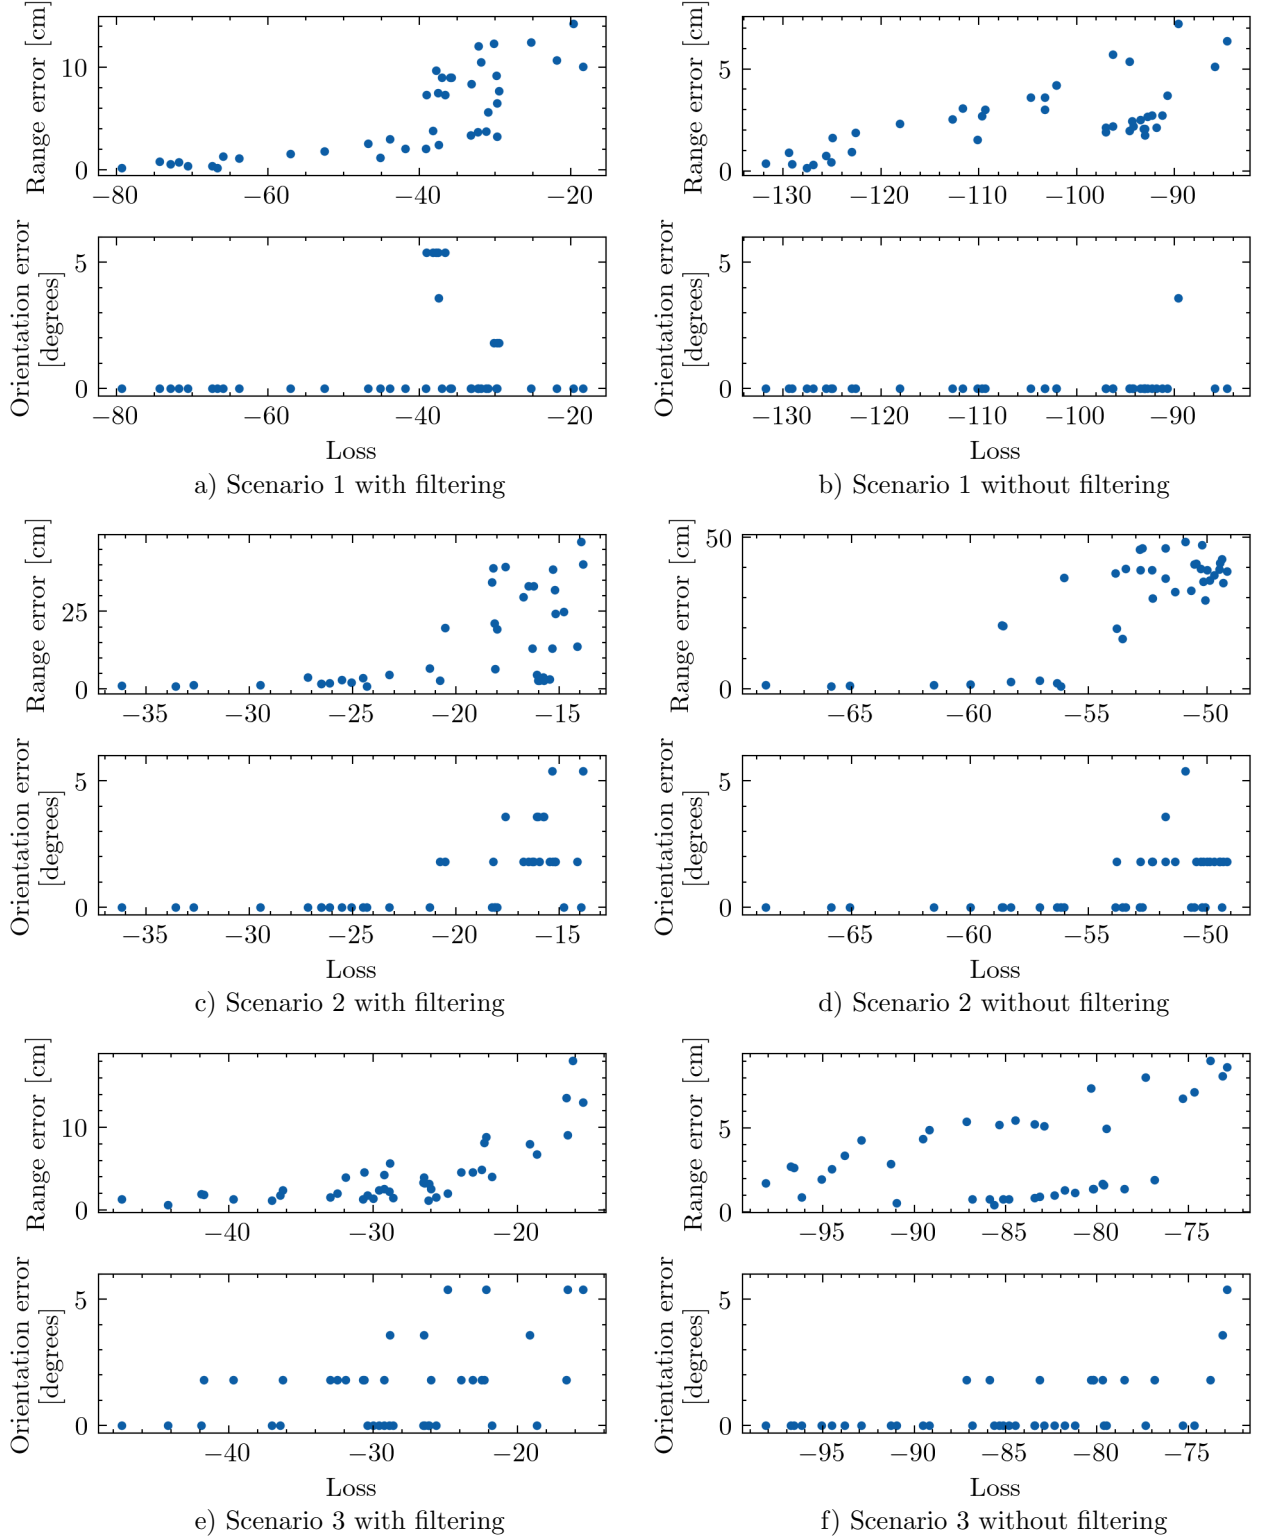 Range error [cm]
10
0
−80 −60 −40 −20
Orientation error
[degrees]
5
0
−80 −60 −40 −20
Loss
a) Scenario 1 with filtering
Range error [cm]
5
0
−130 −120 −110 −100 −90
Orientation error
[degrees]
5
0
−130 −120 −110 −100 −90
Loss
b) Scenario 1 without filtering
Range error [cm]
25
0
−35 −30 −25 −20 −15
Orientation error
[degrees]
5
0
−35 −30 −25 −20 −15
Loss
c) Scenario 2 with filtering
Range error [cm]
50
25
0
−65 −60 −55 −50
Orientation error
[degrees]
5
0
−65 −60 −55 −50
Loss
d) Scenario 2 without filtering
Range error [cm]
10
0
−40 −30 −20
Orientation error
[degrees]
5
0
−40 −30 −20
Loss
e) Scenario 3 with filtering
Range error [cm]
5
0
−95 −90 −85 −80 −75
Orientation error
[degrees]
5
0
−95 −90 −85 −80 −75
Loss
f) Scenario 3 without filtering